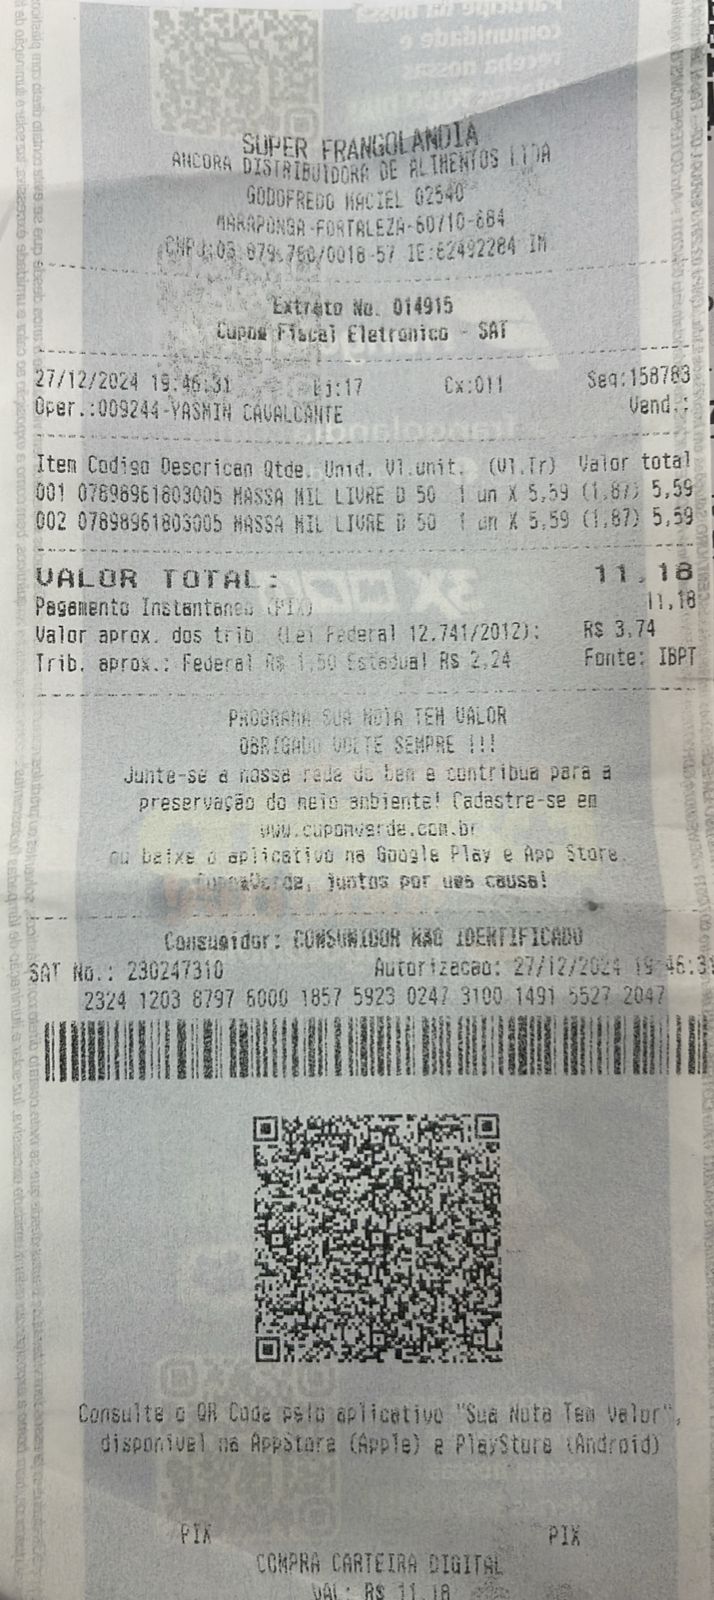 SUPER FRANGOLANDIA
ANCORA DISTRIBUIDORA DE ALIMENTOS LTDA
GODOFREDO MACIEL 02540
MARAPONGA-FORTALEZA-60710-684
CNPJ:03.879.760/0018-57 IE:62492284 IM
Extrato No. 014915
Cupom Fiscal Eletronico - SAT
27/12/2024 19:46:31 Lj:17 Cx:011 Seq:158783
Oper.:009244-YASMIN CAVALCANTE Vend.:
Item Codigo Descricao Qtde. Unid. Vl.unit. (Vl.Tr) Valor total
001 07898961803005 MASSA MIL LIVRE D 50 1 un X 5,59 (1,87) 5,59
002 07898961803005 MASSA MIL LIVRE D 50 1 un X 5,59 (1,87) 5,59
VALOR TOTAL: 11,18
Pagamento Instantaneo (PIX) 11,18
Valor aprox. dos trib. (Lei Federal 12.741/2012): R$ 3,74
Trib. aprox.: Federal R$ 1,50 Estadual R$ 2,24 Fonte: IBPT
PROGRAMA SUA NOTA TEM VALOR
OBRIGADO VOLTE SEMPRE !!!
Junte-se a nossa rede do bem e contribua para a
preservação do meio ambiente! Cadastre-se em
www.cupomverde.com.br
ou baixe o aplicativo na Google Play e App Store.
CupomVerde, juntos por uma causa!
Consumidor: CONSUMIDOR NAO IDENTIFICADO
SAT No.: 230247310 Autorizacao: 27/12/2024 19:46:31
2324 1203 8797 6000 1857 5923 0247 3100 1491 5527 2047
Consulte o QR Code pelo aplicativo "Sua Nota Tem Valor",
disponivel na AppStore (Apple) e PlayStore (Android)
PIX PIX
COMPRA CARTEIRA DIGITAL
VAL: R$ 11,18